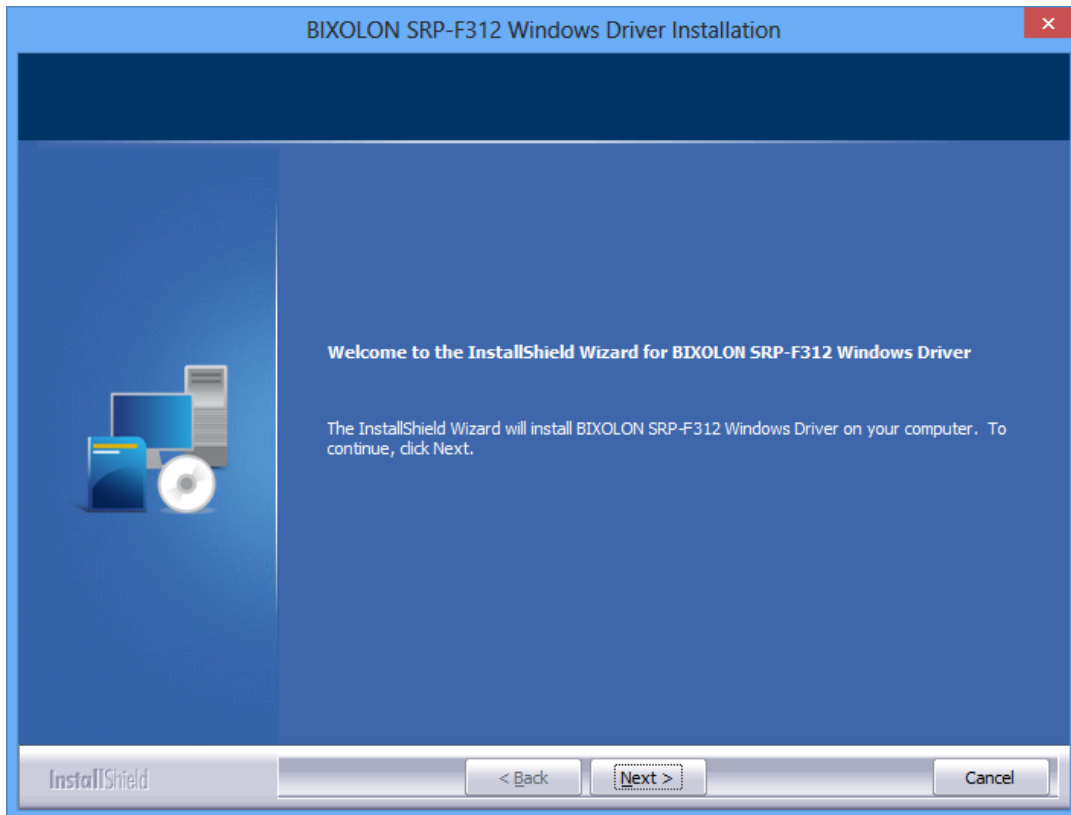 BIXOLON SRP-F312 Windows Driver Installation
Welcome to the InstallShield Wizard for BIXOLON SRP-F312 Windows Driver
The InstallShield Wizard will install BIXOLON SRP-F312 Windows Driver on your computer. To
continue, click Next.
InstallShield
< Back
Next >
Cancel